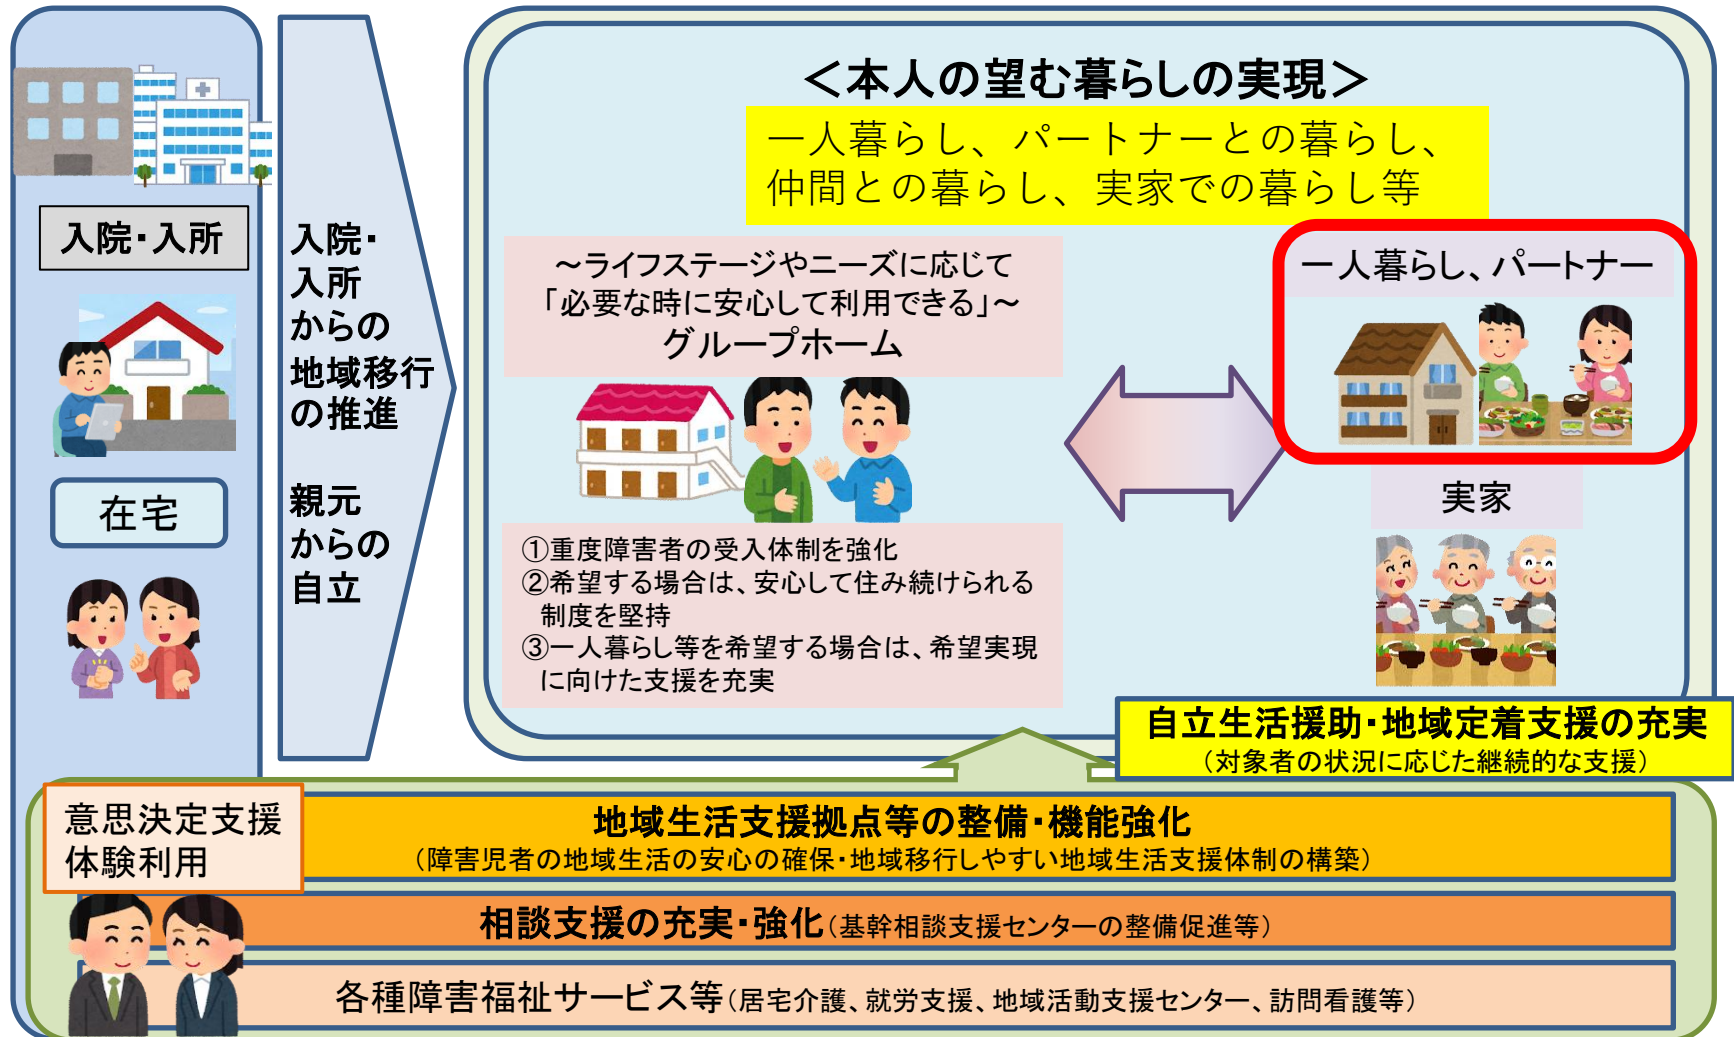 入院・入所
在宅
入院・
入所
からの
地域移行
の推進
親元
からの
自立
＜本人の望む暮らしの実現＞
一人暮らし、パートナーとの暮らし、
仲間との暮らし、実家での暮らし等
～ライフステージやニーズに応じて
「必要な時に安心して利用できる」～
グループホーム
①重度障害者の受入体制を強化
②希望する場合は、安心して住み続けられる
制度を堅持
③一人暮らし等を希望する場合は、希望実現
に向けた支援を充実
一人暮らし、パートナー
実家
自立生活援助・地域定着支援の充実
（対象者の状況に応じた継続的な支援）
意思決定支援
体験利用
地域生活支援拠点等の整備・機能強化
（障害児者の地域生活の安心の確保・地域移行しやすい地域生活支援体制の構築）
相談支援の充実・強化（基幹相談支援センターの整備促進等）
各種障害福祉サービス等（居宅介護、就労支援、地域活動支援センター、訪問看護等）